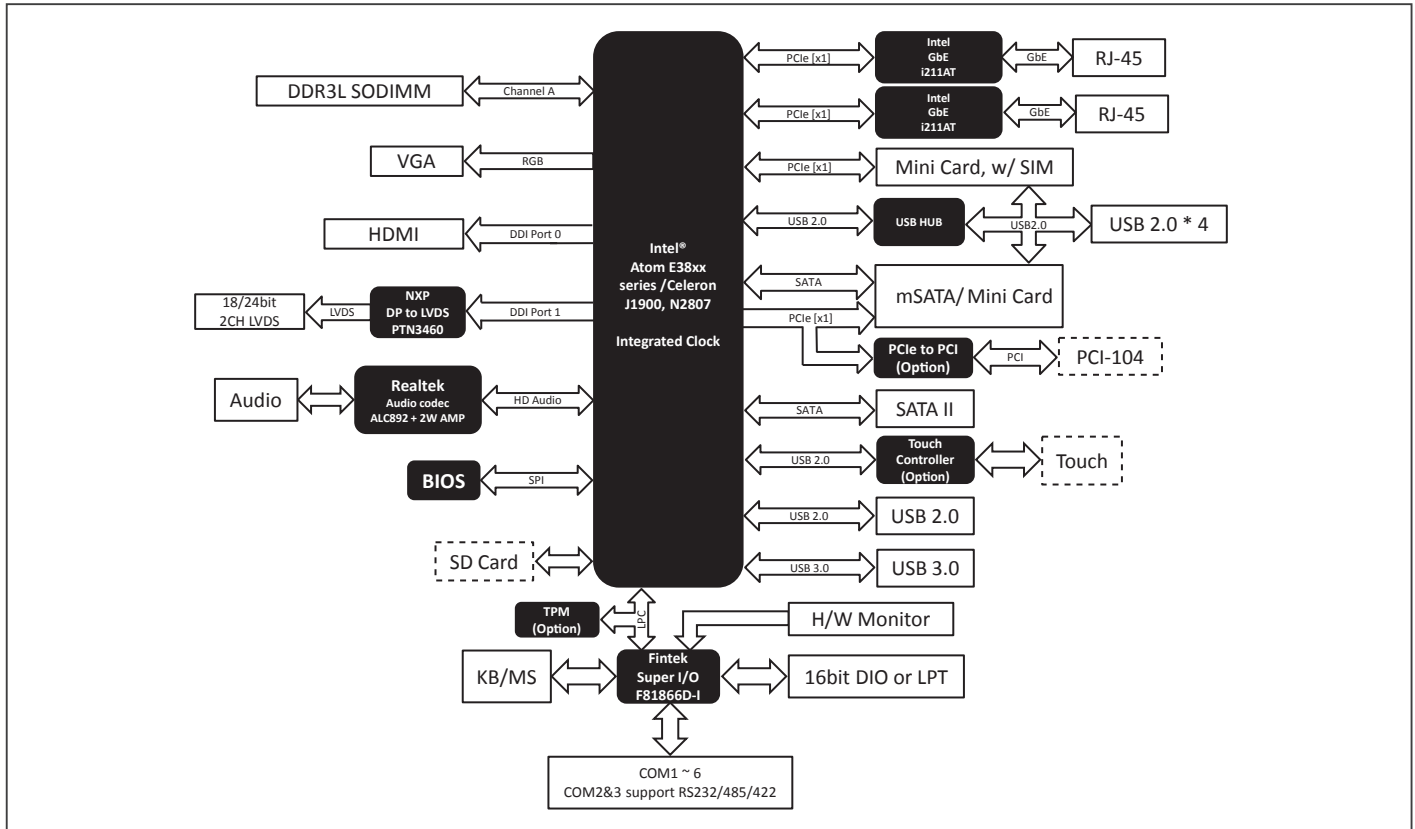 Intel
GbE
i211AT
PCIe [x1]
GbE
RJ-45
DDR3L SODIMM
Channel A
PCIe [x1]
Intel
GbE
i211AT
GbE
RJ-45
VGA
RGB
PCIe [x1]
Mini Card, w/ SIM
HDMI
DDI Port 0
USB 2.0
USB HUB
USB2.0
USB 2.0 * 4
Intel®
Atom E38xx
series /Celeron
J1900, N2807
Integrated Clock
18/24bit
2CH LVDS
LVDS
NXP
DP to LVDS
PTN3460
DDI Port 1
SATA
mSATA/ Mini Card
PCIe [x1]
PCIe to PCI
(Option)
PCI
PCI-104
Audio
Realtek
Audio codec
ALC892 + 2W AMP
HD Audio
SATA
SATA II
USB 2.0
Touch
Controller
(Option)
Touch
BIOS
SPI
USB 2.0
USB 2.0
SD Card
USB 3.0
USB 3.0
TPM
(Option)
LPC
H/W Monitor
KB/MS
Fintek
Super I/O
F81866D-I
16bit DIO or LPT
COM1 ~ 6
COM2&3 support RS232/485/422